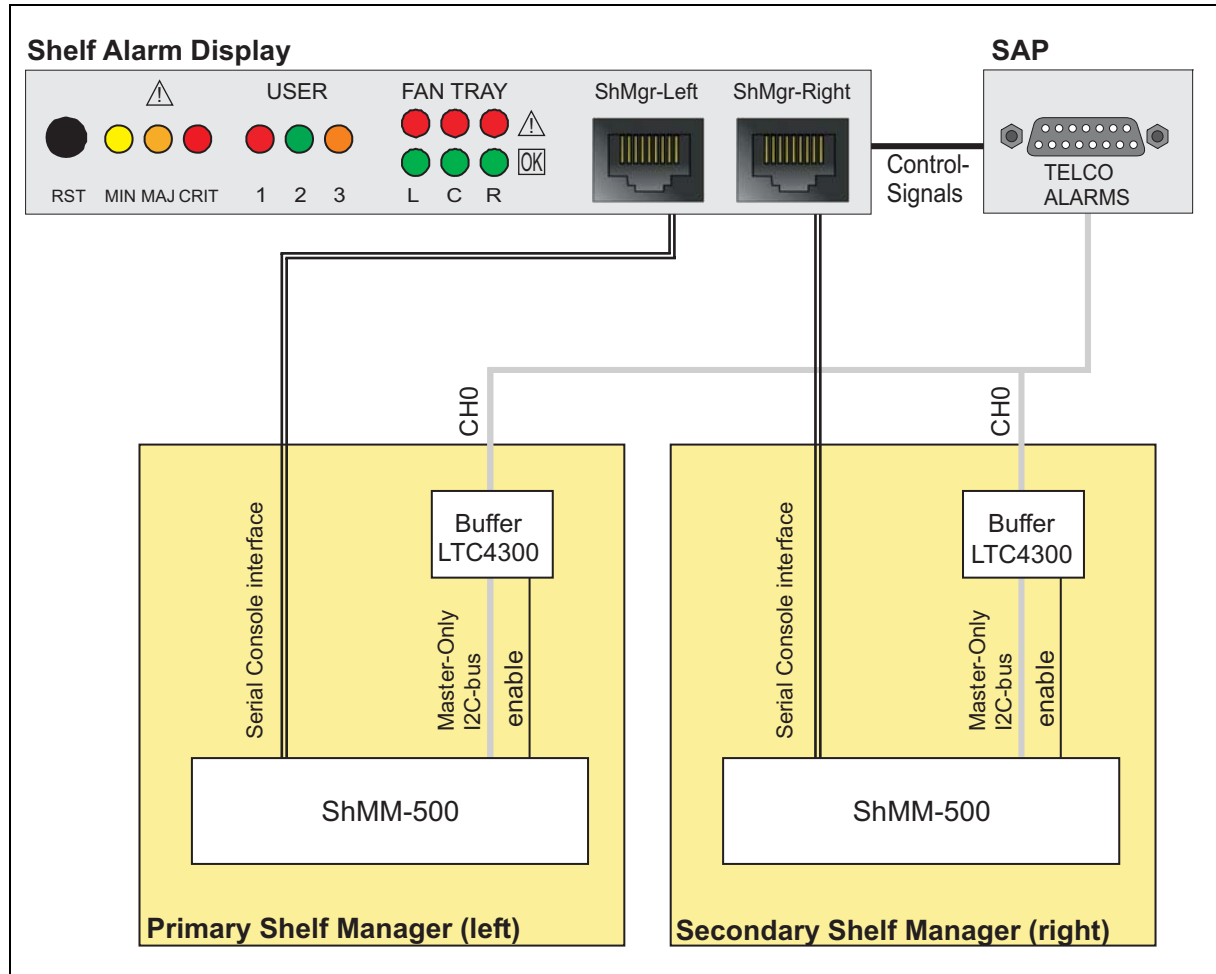 Shelf Alarm Display
SAP
USER
FAN TRAY
ShMgr-Left
ShMgr-Right
OK
RST
MIN MAJ CRIT
1 2 3
L C R
Control-
Signals
TELCO
ALARMS
CH0
CH0
Serial Console interface
Buffer
LTC4300
Master-Only
I2C-bus
enable
ShMM-500
Primary Shelf Manager (left)
Serial Console interface
Buffer
LTC4300
Master-Only
I2C-bus
enable
ShMM-500
Secondary Shelf Manager (right)